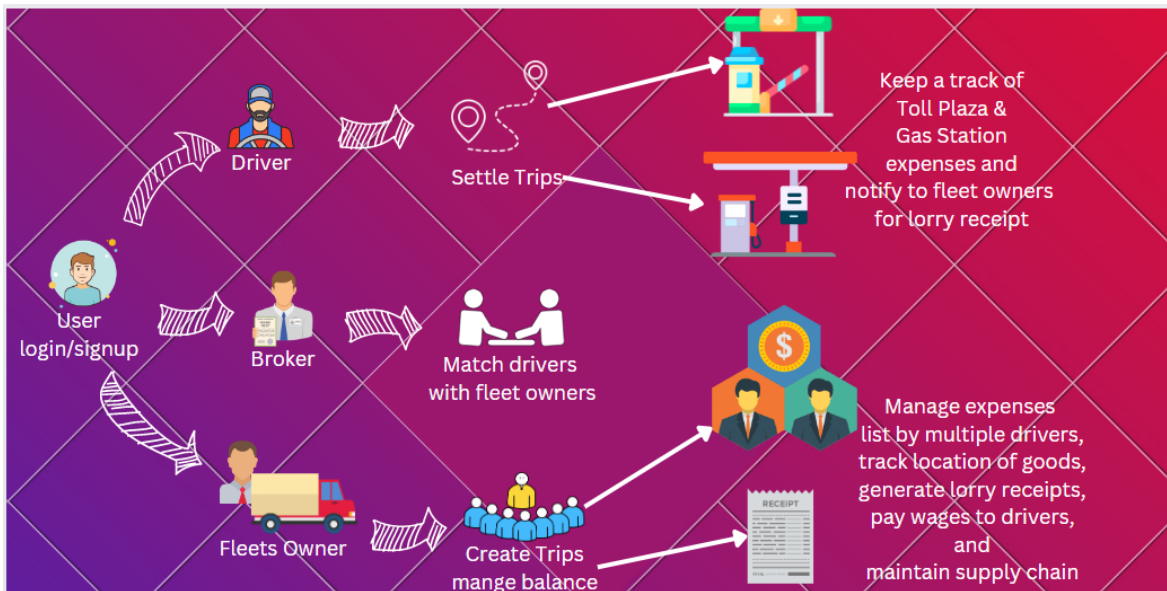 Driver
Settle Trips
Keep a track of
Toll Plaza &
Gas Station
expenses and
notify to fleet owners
for lorry receipt
User
login/signup
Broker
Match drivers
with fleet owners
Fleets Owner
Create Trips
mange balance
RECEIPT
Manage expenses
list by multiple drivers,
track location of goods,
generate lorry receipts,
pay wages to drivers,
and
maintain supply chain